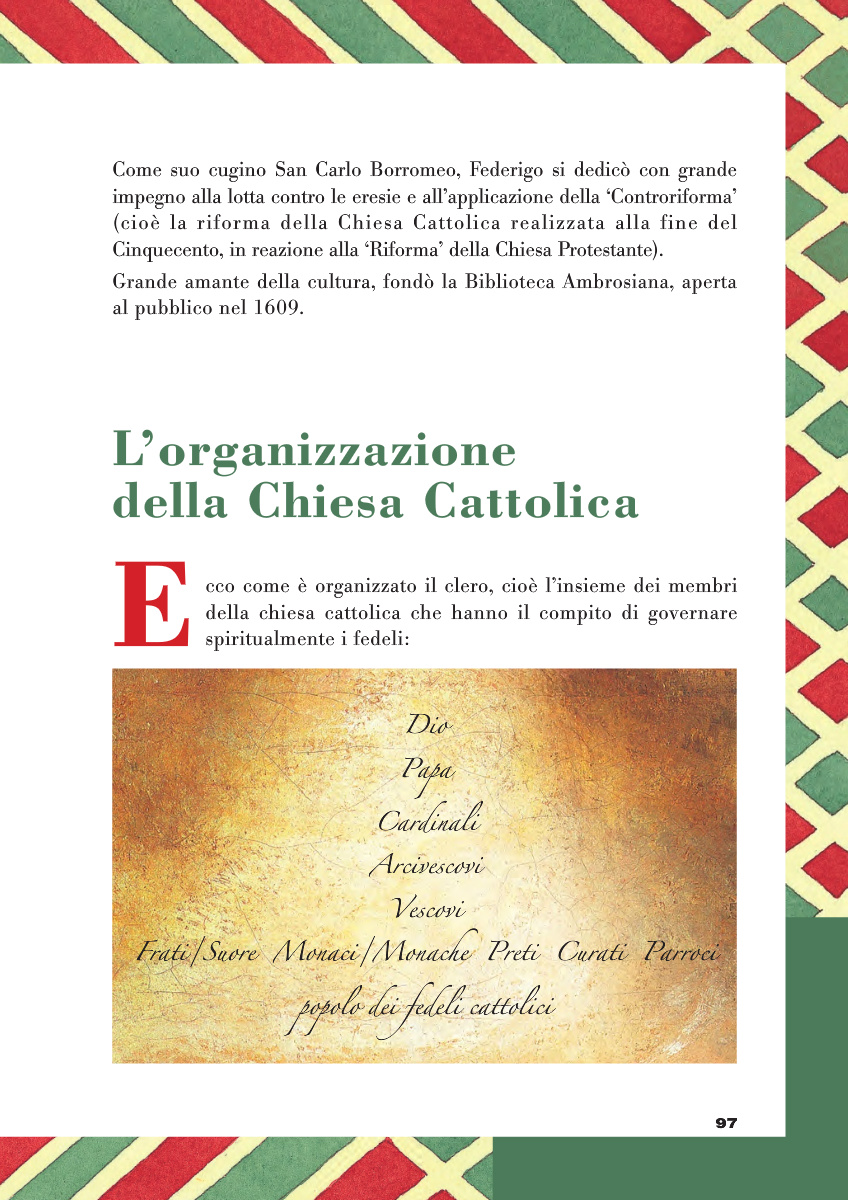 Come suo cugino San Carlo Borromeo, Federigo si dedicò con grande
impegno alla lotta contro le eresie e all’applicazione della ‘Controriforma’
(cioè la riforma della Chiesa Cattolica realizzata alla fine del
Cinquecento, in reazione alla ‘Riforma’ della Chiesa Protestante).
Grande amante della cultura, fondò la Biblioteca Ambrosiana, aperta
al pubblico nel 1609.
L’organizzazione
della Chiesa Cattolica
Ecco come è organizzato il clero, cioè l’insieme dei membri
della chiesa cattolica che hanno il compito di governare
spiritualmente i fedeli:
Dio
Papa
Cardinali
Arcivescovi
Vescovi
Frati/Suore Monaci/Monache Preti Curati Parroci
popolo dei fedeli cattolici
97